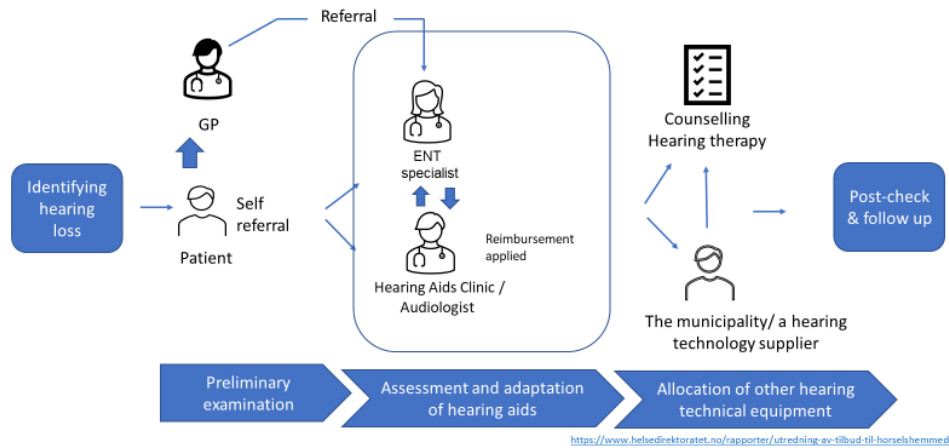 Referral
GP
Identifying
hearing
loss
Self
referral
Patient
ENT
specialist
Reimbursement
applied
Hearing Aids Clinic /
Audiologist
Counselling
Hearing therapy
The municipality/ a hearing
technology supplier
Post-check
& follow up
Preliminary
examination
Assessment and adaptation
of hearing aids
Allocation of other hearing
technical equipment
https://www.helsedirektoratet.no/rapporter/utredning-av-tilbud-til-horselshemmed